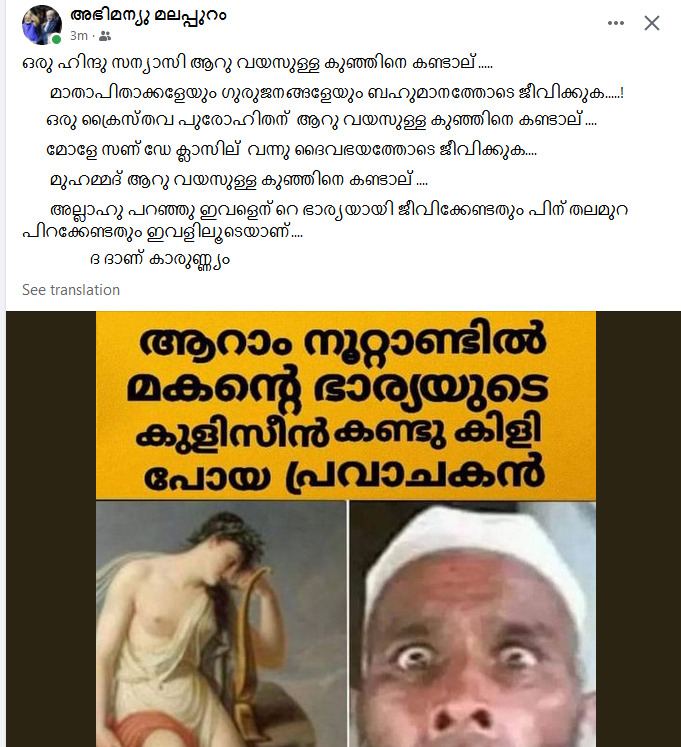 അഭിമന്യു മലപ്പുറം
3m
ഒരു ഹിന്ദു സന്യാസി ആറു വയസുള്ള കുഞ്ഞിനെ കണ്ടാല് .....
മാതാപിതാക്കളേയും ഗുരുജനങ്ങളേയും ബഹുമാനത്തോടെ ജീവിക്കുക.....!
ഒരു ക്രൈസ്തവ പുരോഹിതന് ആറു വയസുള്ള കുഞ്ഞിനെ കണ്ടാല് ....
മോളേ സണ് ഡേ ക്ലാസില് വന്നു ദൈവഭയത്തോടെ ജീവിക്കുക....
മുഹമ്മദ് ആറു വയസുള്ള കുഞ്ഞിനെ കണ്ടാല് ....
അല്ലാഹു പറഞ്ഞു ഇവളെന് റെ ഭാര്യയായി ജീവിക്കേണ്ടതും പിന് തലമുറ
പിറക്കേണ്ടതും ഇവളിലൂടെയാണ്....
ദ ദാണ് കാരുണ്ണ്യം
See translation
ആറാം നൂറ്റാണ്ടിൽ
മകന്റെ ഭാര്യയുടെ
കുളിസീൻ കണ്ടു കിളി
പോയ പ്രവാചകൻ